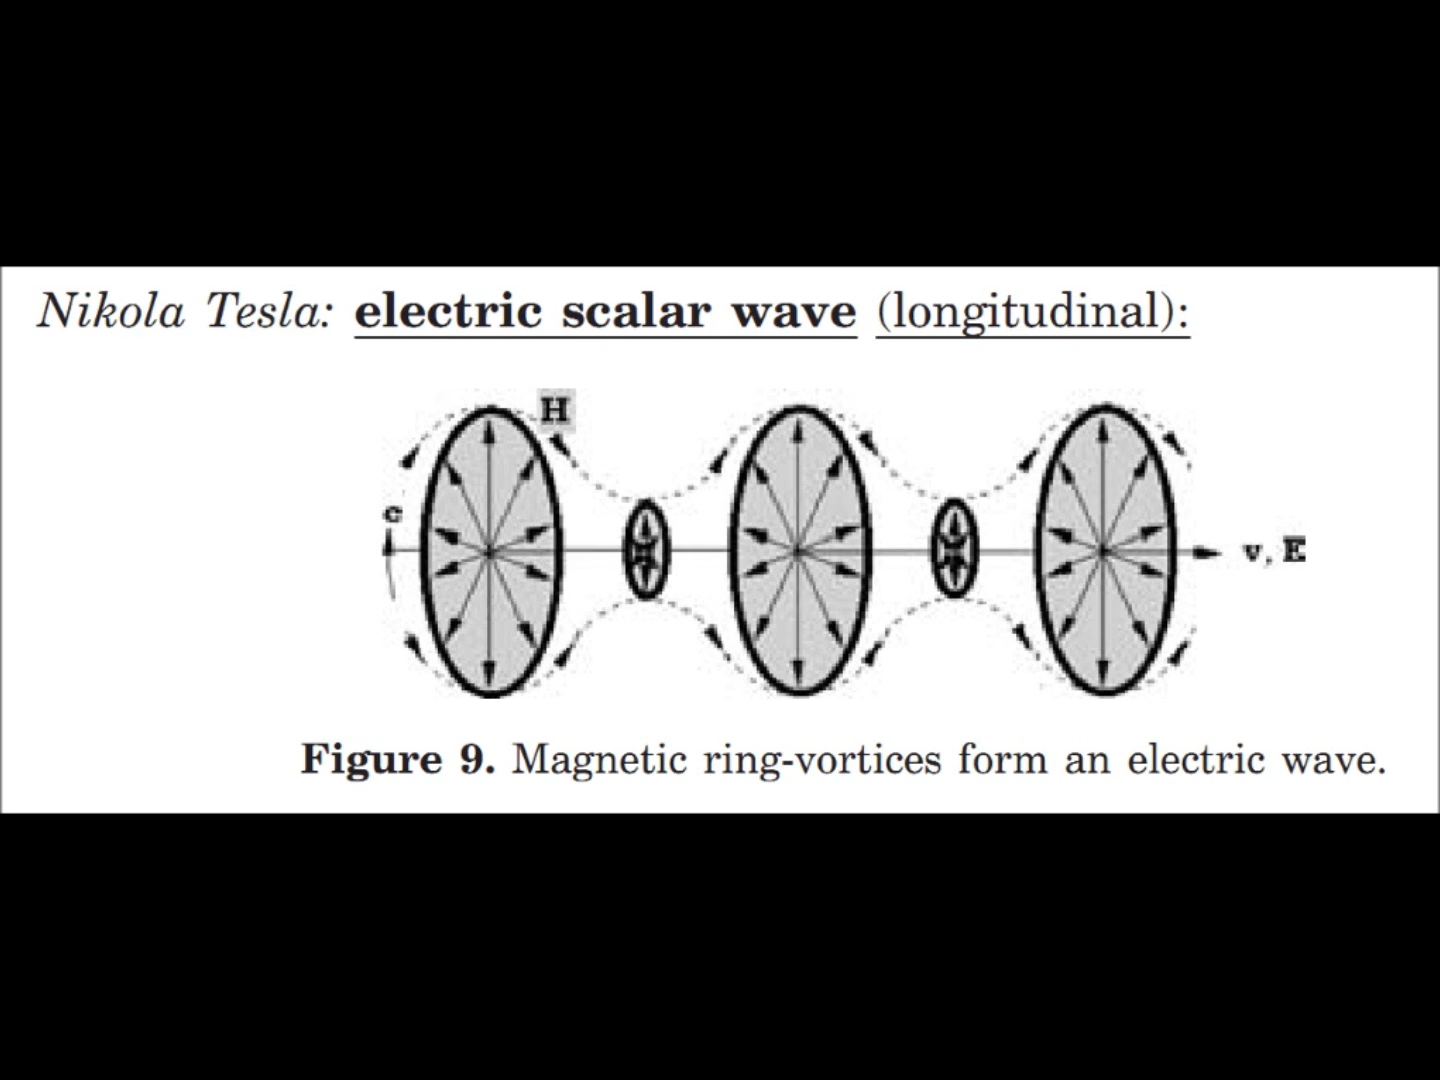 Nikola Tesla: electric scalar wave (longitudinal):
H
c
v, E
Figure 9. Magnetic ring-vortices form an electric wave.